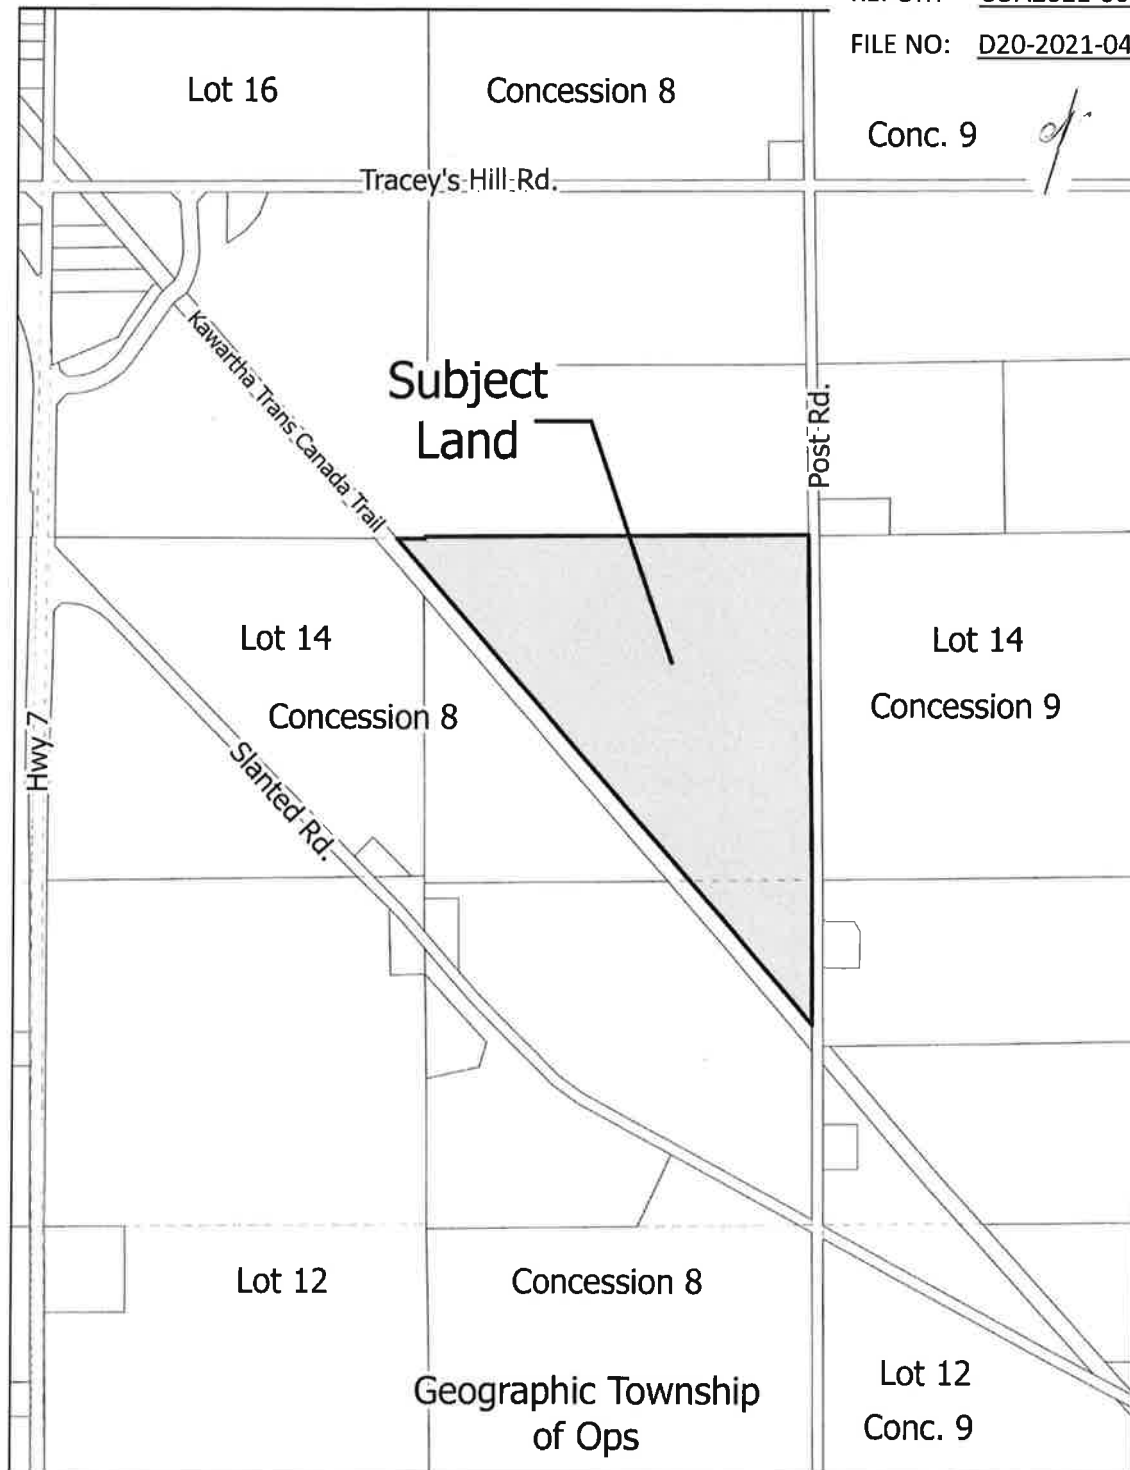 FILE NO: D20-2021-04
Lot 16
Concession 8
Conc. 9
Tracey's Hill Rd.
Kawartha Trans Canada Trail
Subject
Land
Post Rd.
Lot 14
Concession 8
Lot 14
Concession 9
Hwy 7
Slanted Rd.
Lot 12
Concession 8
Geographic Township
of Ops
Lot 12
Conc. 9